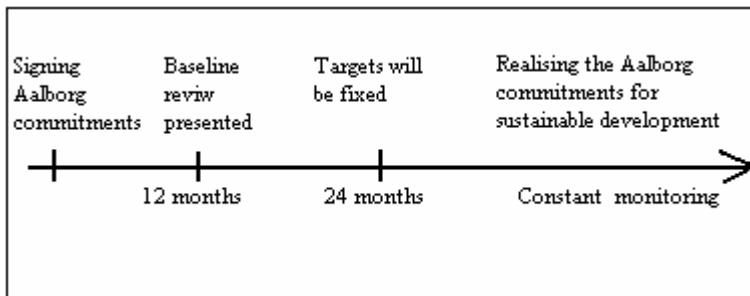 Signing
Aalborg
commitments
Baseline
reviw
presented
Targets will
be fixed
Realising the Aalborg
commitments for
sustainable development
12 months
24 months
Constant monitoring